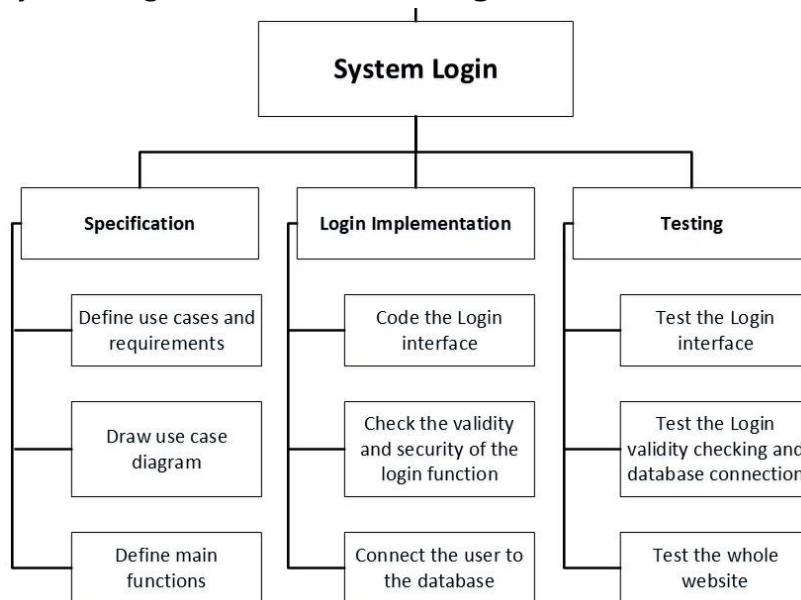 System Login
Specification
Login Implementation
Testing
Define use cases and
requirements
Code the Login
interface
Test the Login
interface
Draw use case
diagram
Check the validity
and security of the
login function
Test the Login
validity checking and
database connection
Define main
functions
Connect the user to
the database
Test the whole
website